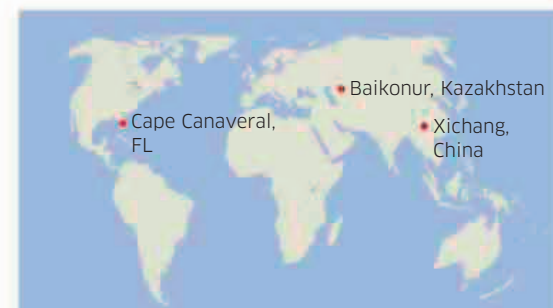 Baikonur, Kazakhstan
Cape Canaveral,
FL
Xichang,
China